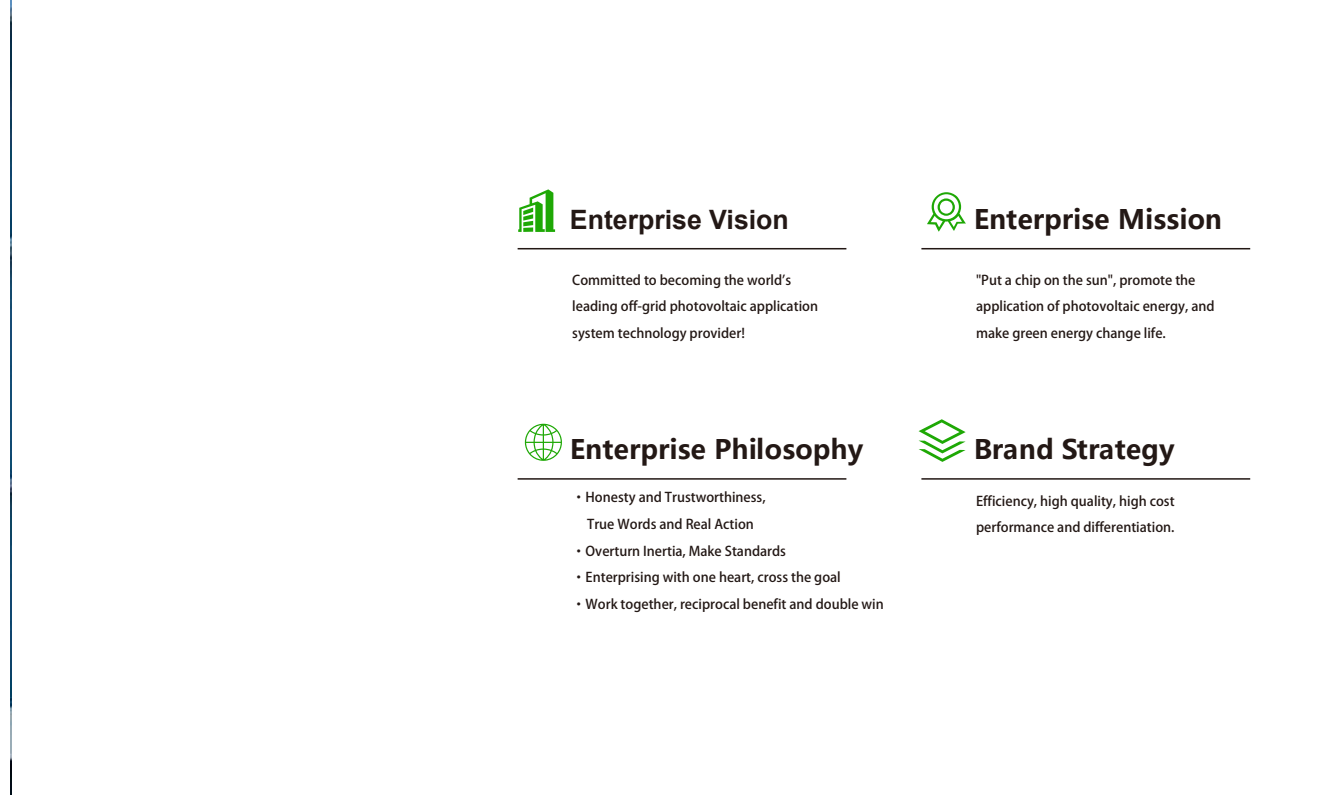 Enterprise Vision
Committed to becoming the world’s
leading off-grid photovoltaic application
system technology provider!
Enterprise Mission
"Put a chip on the sun", promote the
application of photovoltaic energy, and
make green energy change life.
Enterprise Philosophy
・Honesty and Trustworthiness,
True Words and Real Action
・Overturn Inertia, Make Standards
・Enterprising with one heart, cross the goal
・Work together, reciprocal benefit and double win
Brand Strategy
Efficiency, high quality, high cost
performance and differentiation.